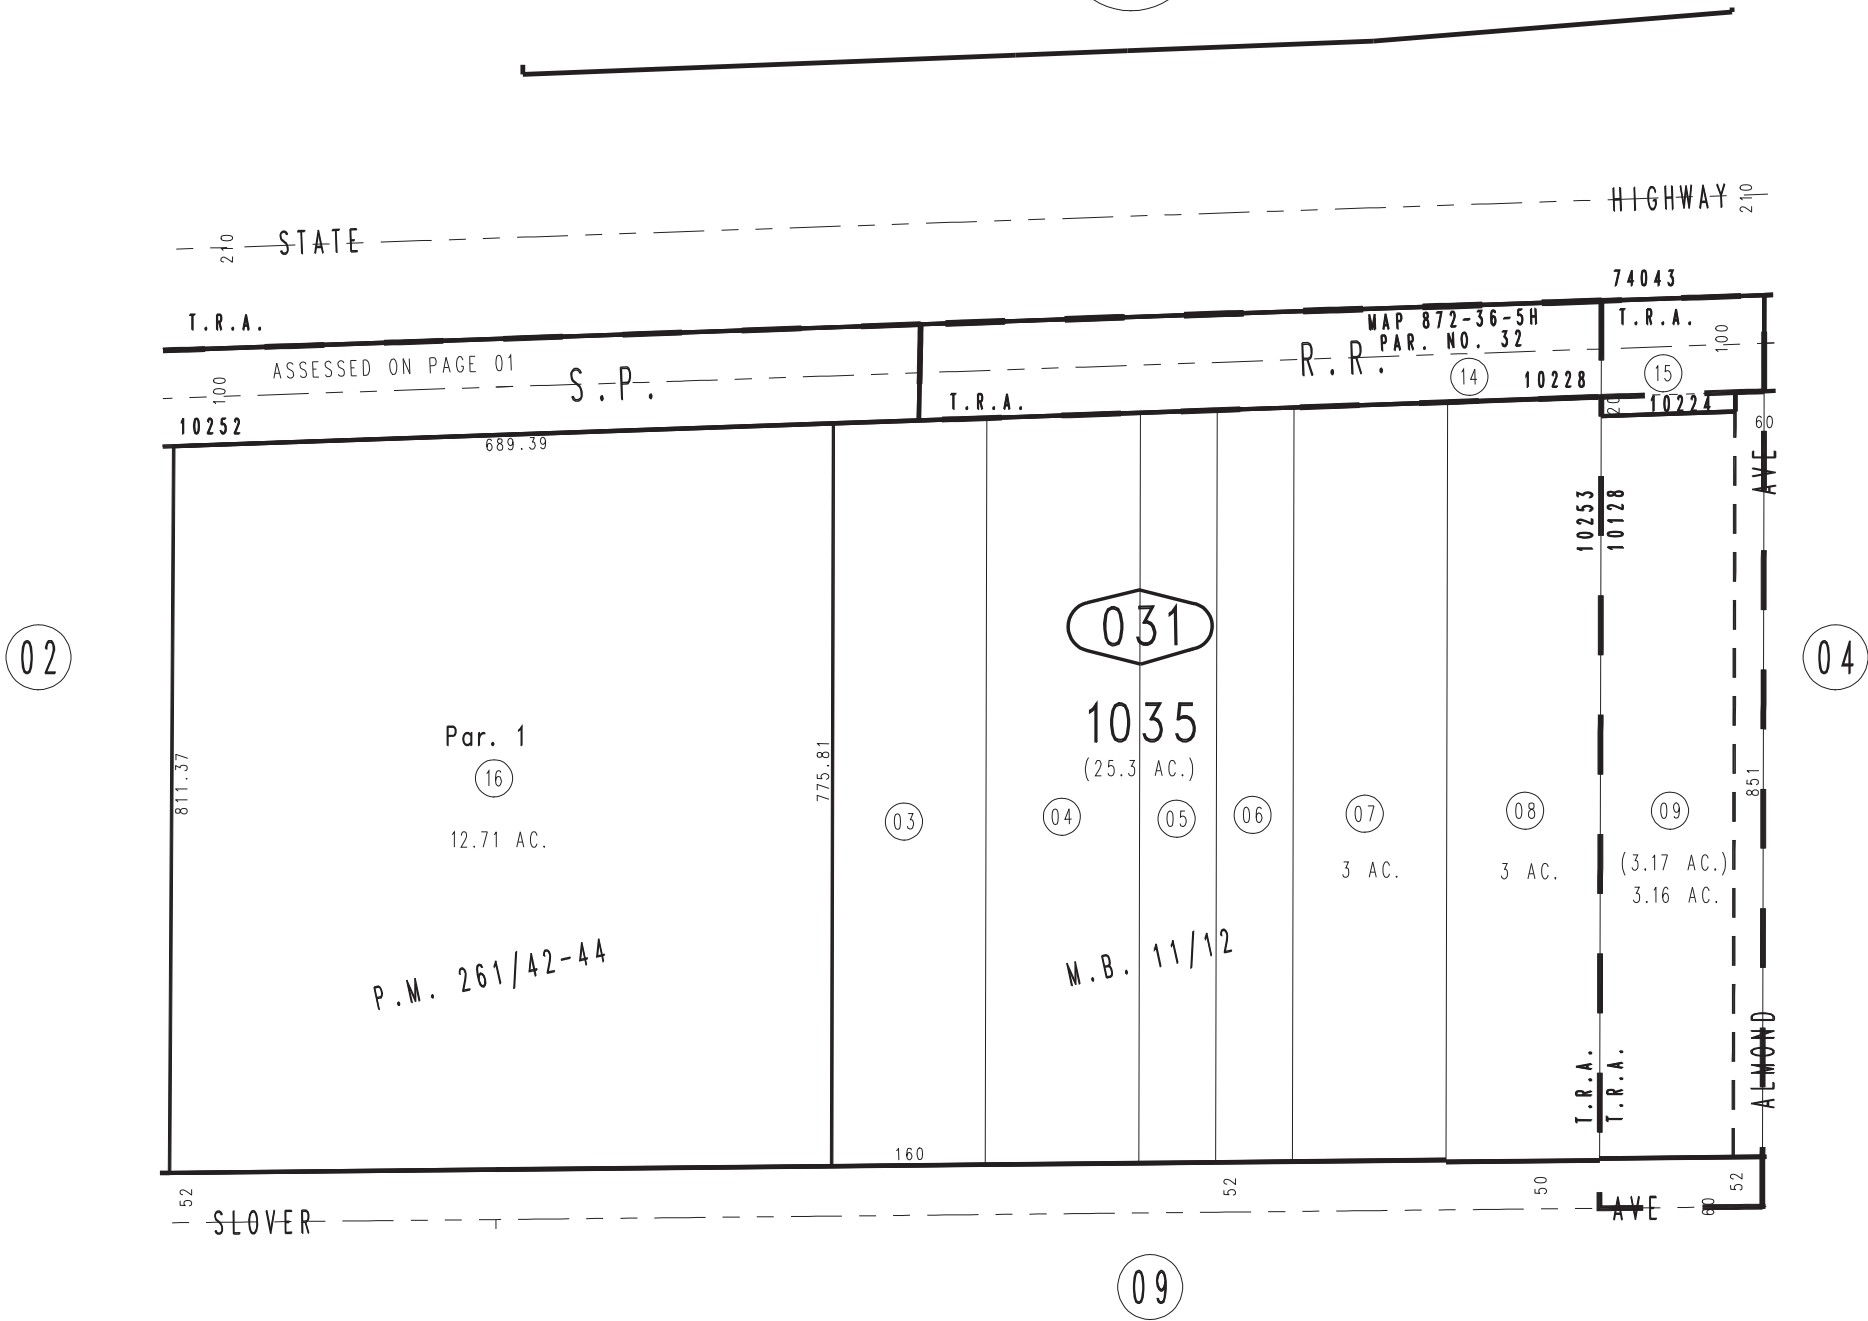 HIGHWAY
210
STATE
210
74043
T.R.A.
MAP 872-36-5H
T.R.A.
PAR. NO. 32
100
R.R.
ASSESSED ON PAGE 01
S.P.
100
14
10228
15
T.R.A.
20
10224
10252
689.39
60
AVE
10253
10128
031
02
04
1035
Par. 1
(25.3 AC.)
16
811.37
775.81
851
03
04
05
06
07
08
09
12.71 AC.
3 AC.
3 AC.
(3.17 AC.)
3.16 AC.
P.M. 261/42-44
M.B. 11/12
ALMOND
T.R.A.
T.R.A.
160
52
52
50
52
SLOVER
AVE
60
09